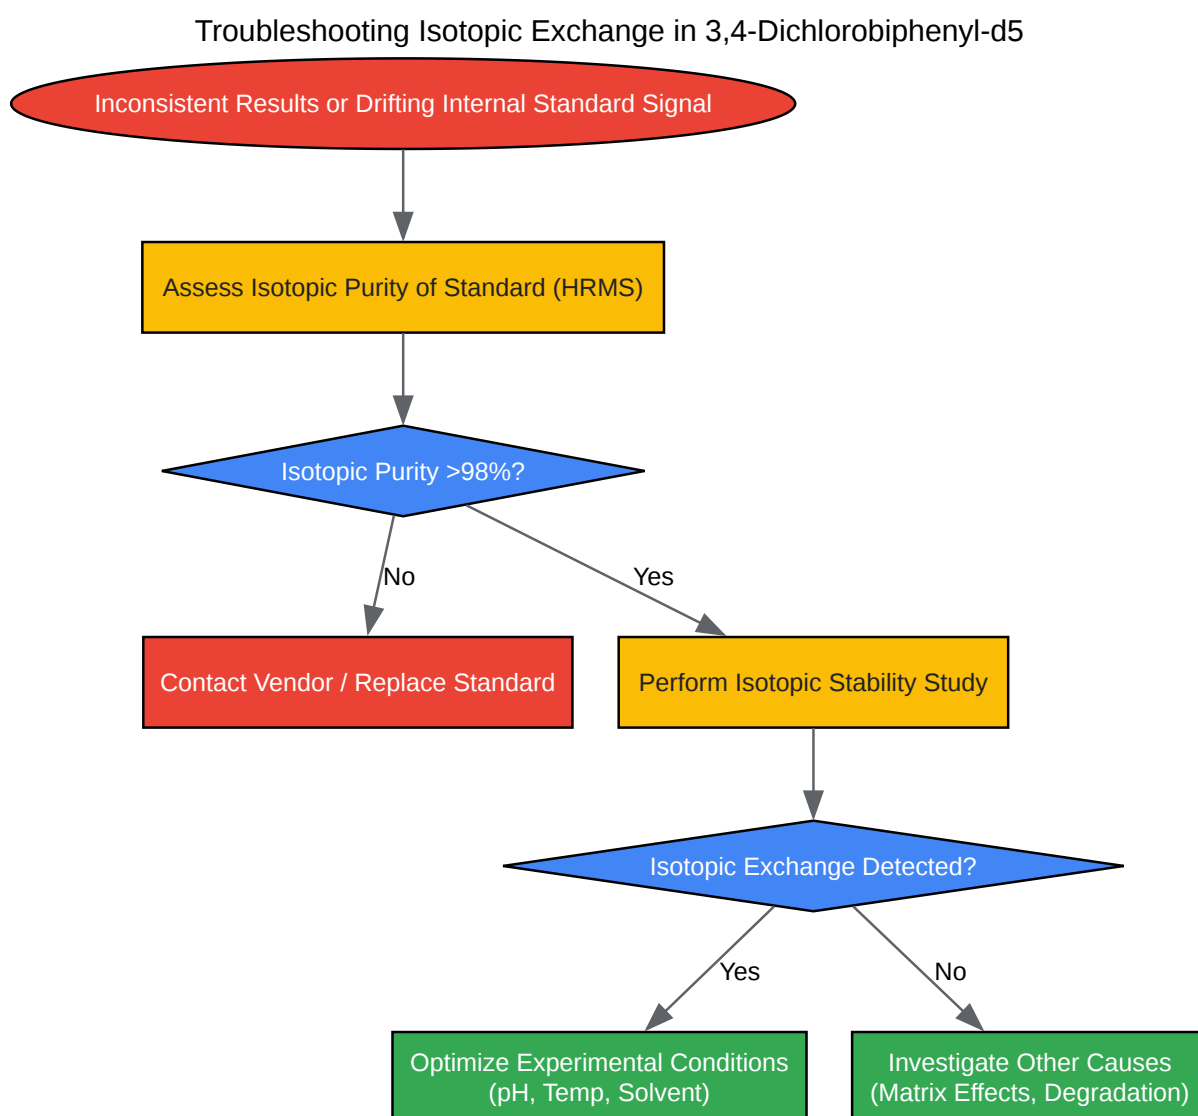 Troubleshooting Isotopic Exchange in 3,4-Dichlorobiphenyl-d5
Inconsistent Results or Drifting Internal Standard Signal
Assess Isotopic Purity of Standard (HRMS)
Isotopic Purity >98%?
No
Yes
Contact Vendor / Replace Standard
Perform Isotopic Stability Study
Isotopic Exchange Detected?
Yes
No
Optimize Experimental Conditions
(pH, Temp, Solvent)
Investigate Other Causes
(Matrix Effects, Degradation)